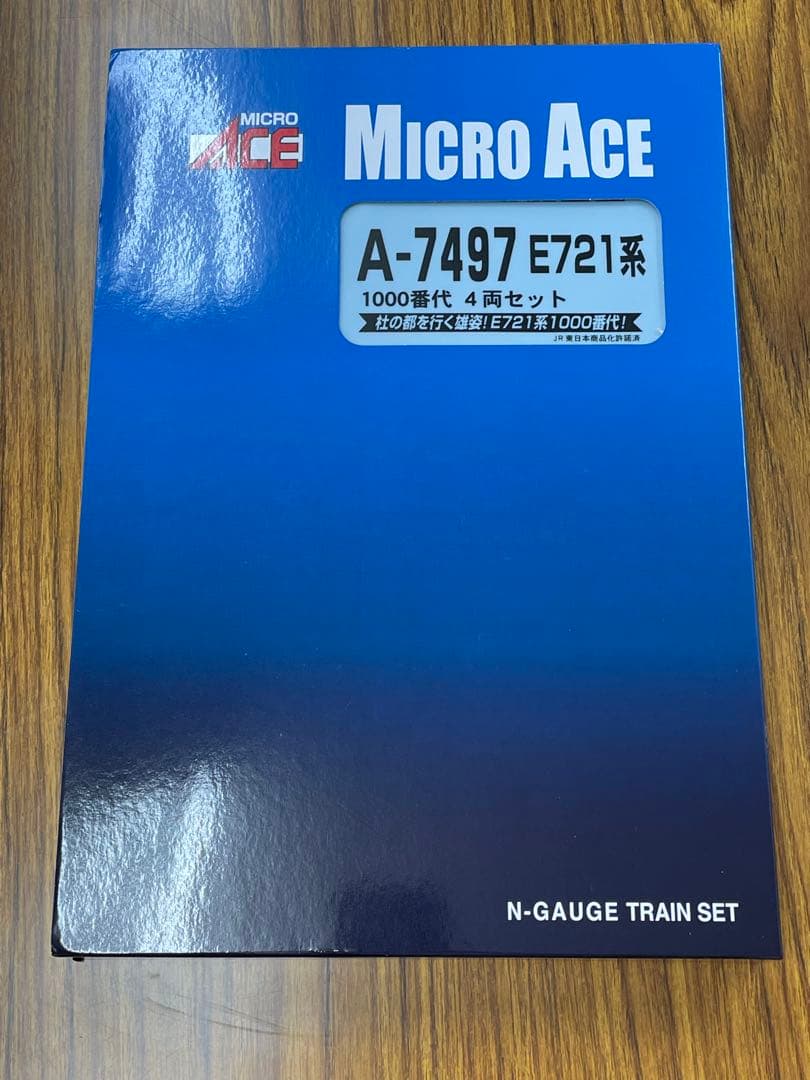 MICRO
ACE
MICRO ACE
A-7497 E721系
1000番代 4両セット
杜の都を行く雄姿!E721系1000番代!
JR東日本商品化許諾済
N-GAUGE TRAIN SET